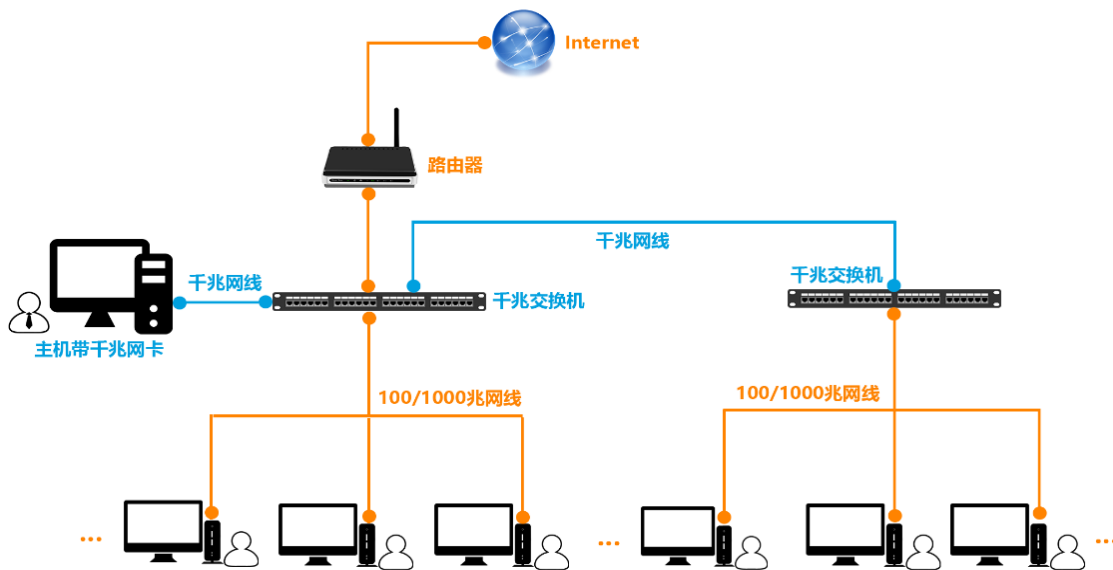 Internet
路由器
千兆网线
千兆交换机
千兆网线
千兆交换机
主机带千兆网卡
100/1000兆网线
100/1000兆网线
...
...
...